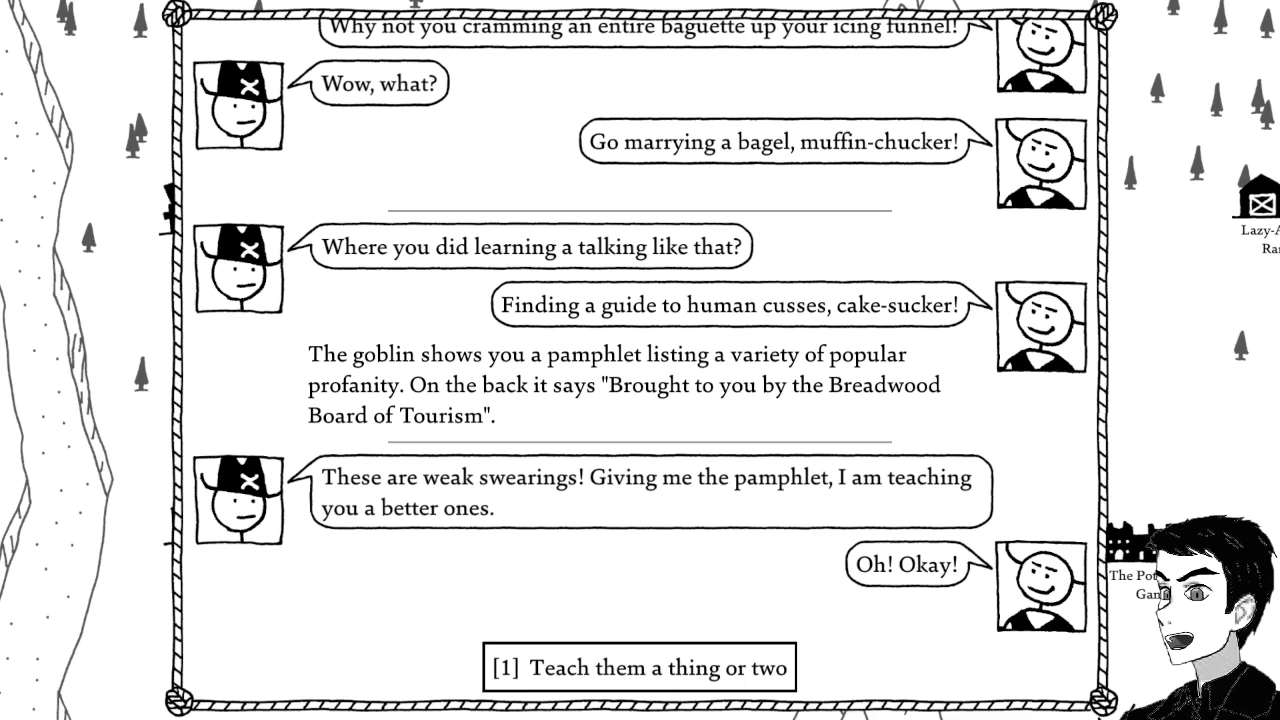 Why not you cramming an entire baguette up your icing funnel!
Wow, what?
Go marrying a bagel, muffin-chucker!
Where you did learning a talking like that?
Finding a guide to human cusses, cake-sucker!
The goblin shows you a pamphlet listing a variety of popular
profanity. On the back it says "Brought to you by the Breadwood
Board of Tourism".
These are weak swearings! Giving me the pamphlet, I am teaching
you a better ones.
Oh! Okay!
[1] Teach them a thing or two
The